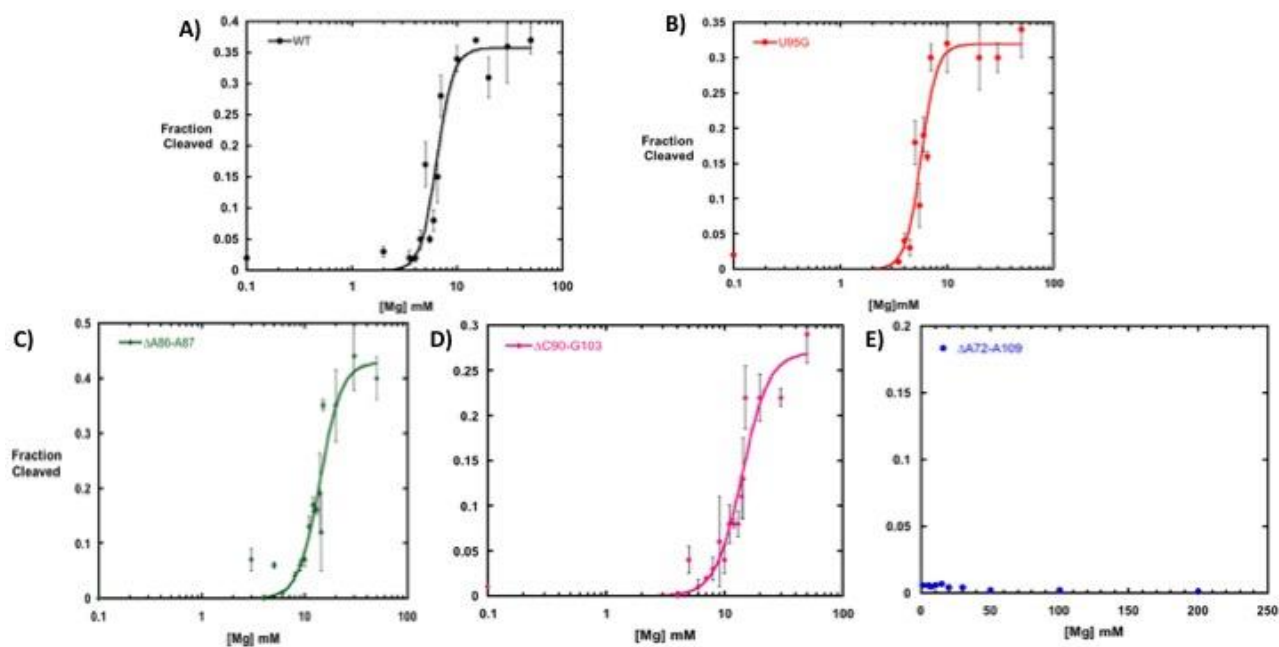 A)
WT
0.4
0.35
0.3
0.25
0.2
0.15
0.1
0.05
0
Fraction
Cleaved
0.1
1
10
100
[Mg] mM
B)
U95G
0.35
0.3
0.25
0.2
0.15
0.1
0.05
0
Fraction
Cleaved
0.1
1
10
100
[Mg]mM
C)
ΔA86-A87
0.5
0.4
0.3
0.2
0.1
0
Fraction
Cleaved
0.1
1
10
100
[Mg] mM
D)
ΔC90-G103
0.3
0.25
0.2
0.15
0.1
0.05
0
0.1
1
10
100
[Mg] mM
E)
ΔA72-A109
0.2
0.15
0.1
0.05
0
0
50
100
150
200
250
[Mg] mM